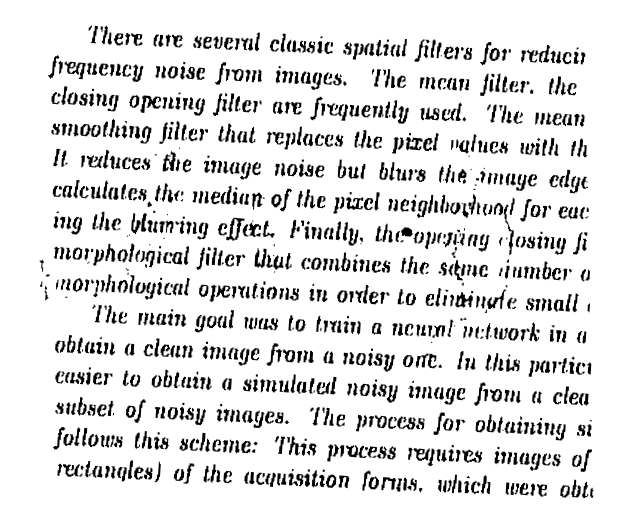 There are several classic spatial filters for reducin
frequency noise from images. The mean filter, the
closing opening filter are frequently used. The mean
smoothing filter that replaces the pixel values with th
It reduces the image noise but blurs the image edge
calculates the median of the pixel neighborhood for eac
ing the blurring effect. Finally, the opening closing fi
morphological filter that combines the same number o
morphological operations in order to eliminate small
The main goal was to train a neural network in a
obtain a clean image from a noisy one. In this particu
easier to obtain a simulated noisy image from a clea
subset of noisy images. The process for obtaining si
follows this scheme: This process requires images of
rectangles) of the acquisition forms, which were obt